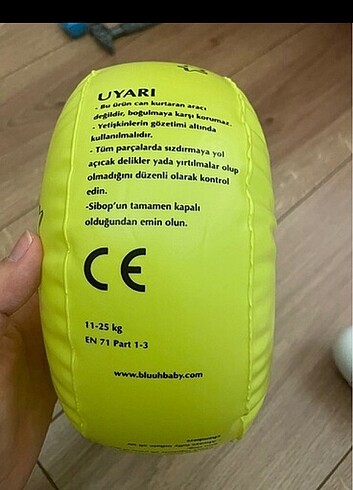 UYARI
- Bu ürün can kurtaran aracı
değildir, boğulmaya karşı korumaz.
- Yetişkinlerin gözetimi altında
kullanılmalıdır.
- Tüm parçalarda sızdırmaya yol
açıcak delikler yada yırtılmalar olup
olmadığını düzenli olarak kontrol
edin.
-Sibop'un tamamen kapalı
olduğundan emin olun.
CE
11-25 kg
EN 71 Part 1-3
www.bluuhbaby.com